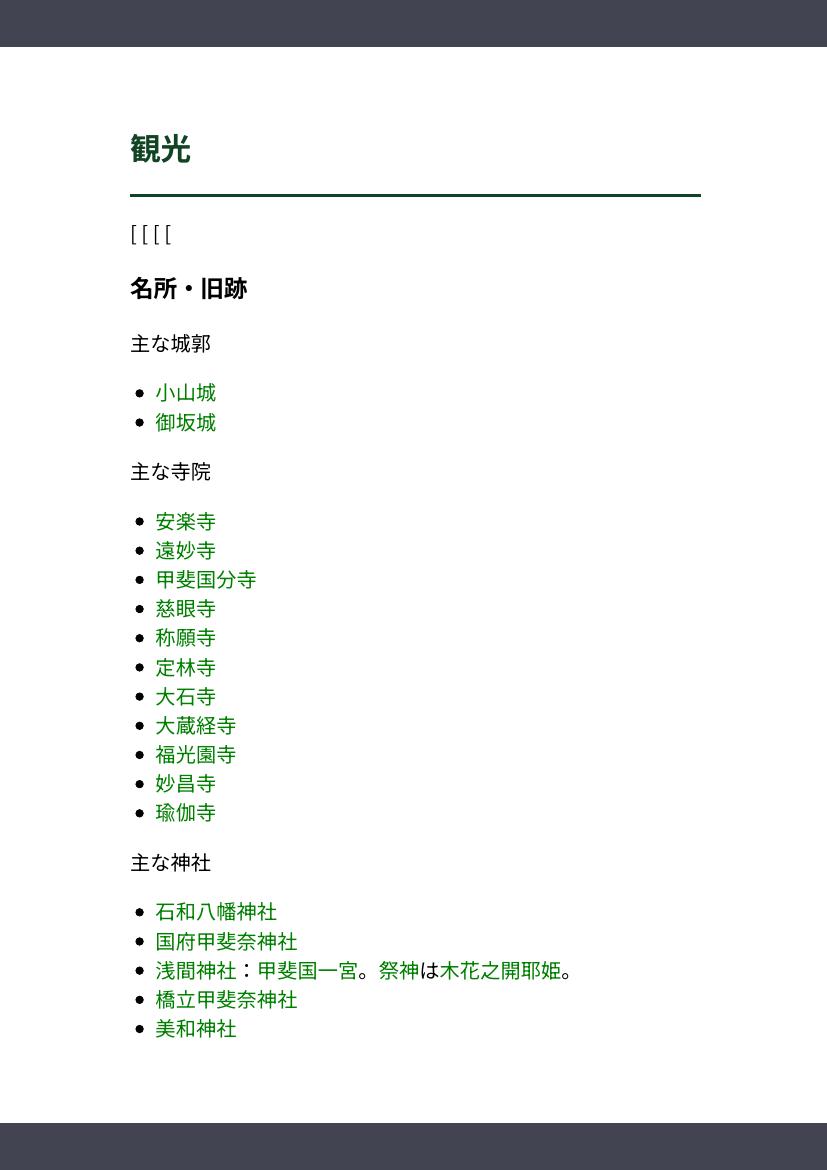 観光
[ [ [ [
名所・旧跡
主な城郭
• 小山城
• 御坂城
主な寺院
• 安楽寺
• 遠妙寺
• 甲斐国分寺
• 慈眼寺
• 称願寺
• 定林寺
• 大石寺
• 大蔵経寺
• 福光園寺
• 妙昌寺
• 瑜伽寺
主な神社
• 石和八幡神社
• 国府甲斐奈神社
• 浅間神社：甲斐国一宮。祭神は木花之開耶姫。
• 橋立甲斐奈神社
• 美和神社